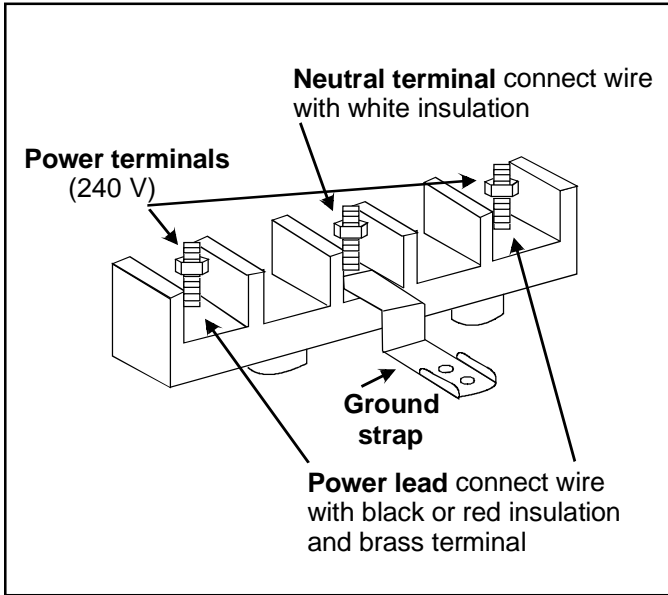 Neutral terminal connect wire
with white insulation
Power terminals
(240 V)
Ground
strap
Power lead connect wire
with black or red insulation
and brass terminal